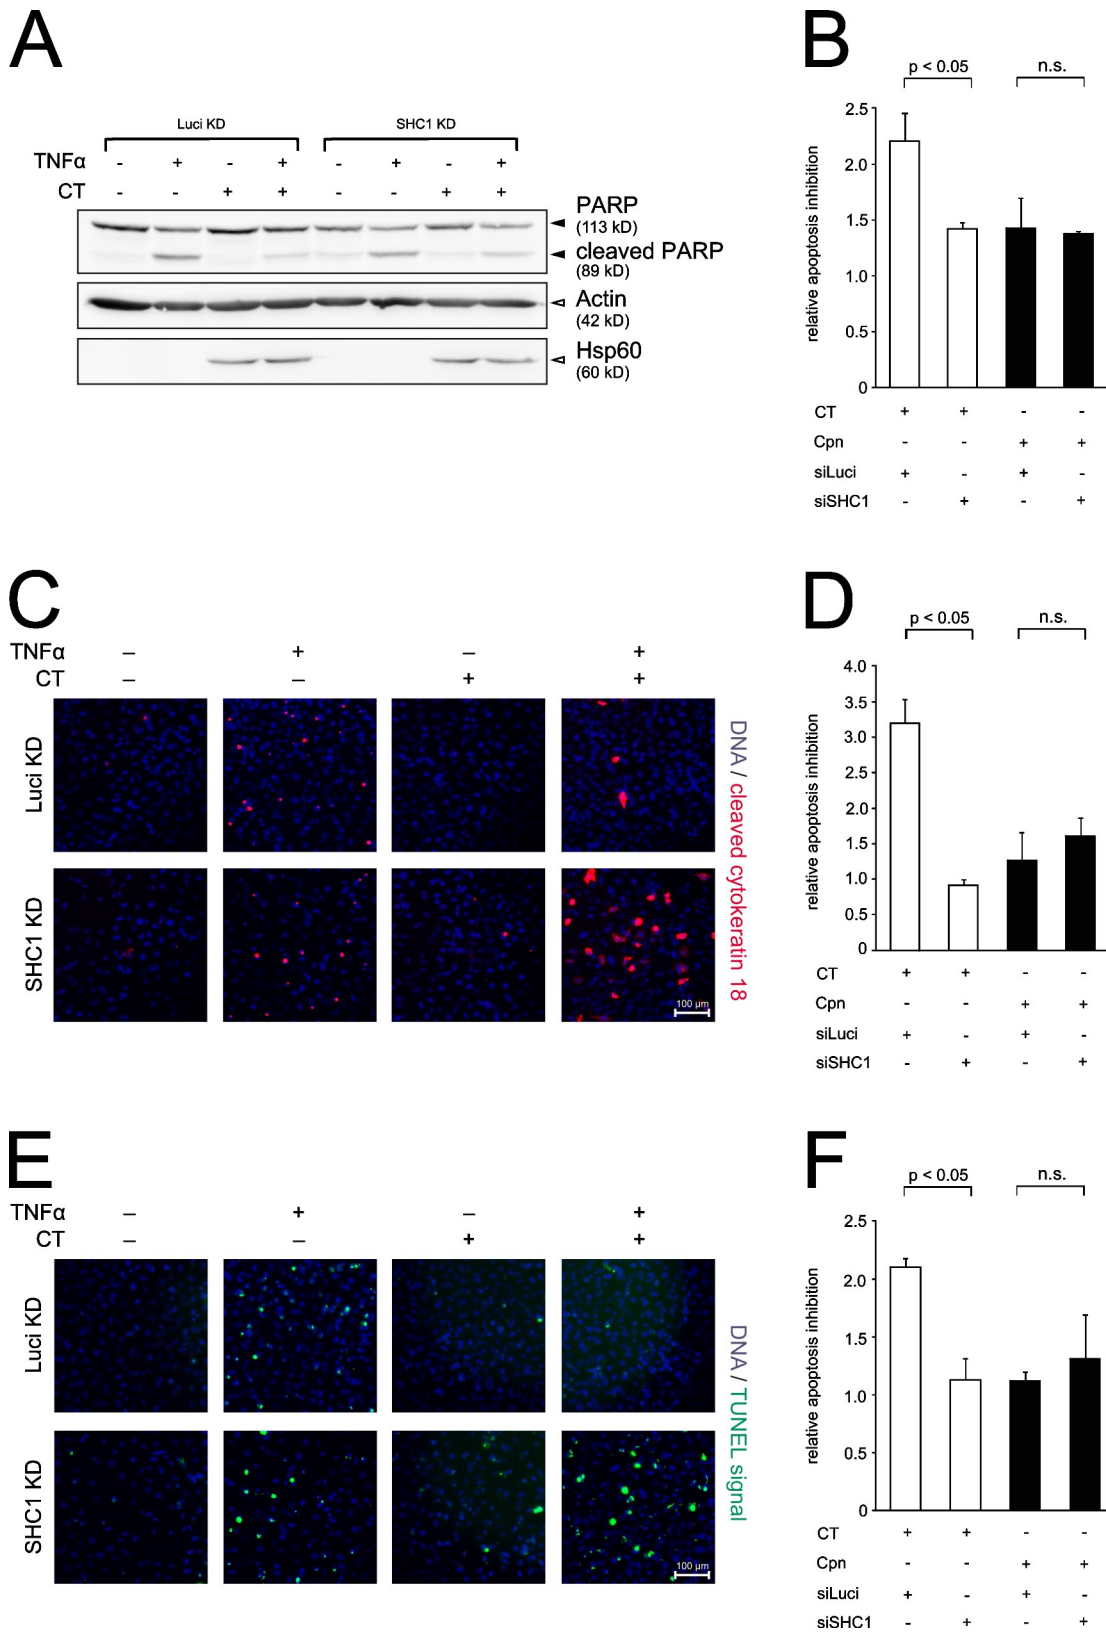 A
Luci KD SHC1 KD
TNFα - + - + - + - +
CT - - + + - - + +
PARP
(113 kD)
cleaved PARP
(89 kD)
Actin
(42 kD)
Hsp60
(60 kD)
B
p < 0.05 n.s.
relative apoptosis inhibition
2.5
2.0
1.5
1.0
0.5
0
CT + + - -
Cpn - - + +
siLuci + - + -
siSHC1 - + - +
C
TNFα – + – +
CT – – + +
Luci KD
SHC1 KD
100 µm
DNA / cleaved cytokeratin 18
D
p < 0.05 n.s.
relative apoptosis inhibition
4.0
3.5
3.0
2.5
2.0
1.5
1.0
0.5
0
CT + + - -
Cpn - - + +
siLuci + - + -
siSHC1 - + - +
E
TNFα – + – +
CT – – + +
Luci KD
SHC1 KD
100 µm
DNA / TUNEL signal
F
p < 0.05 n.s.
relative apoptosis inhibition
2.5
2.0
1.5
1.0
0.5
0
CT + + - -
Cpn - - + +
siLuci + - + -
siSHC1 - + - +